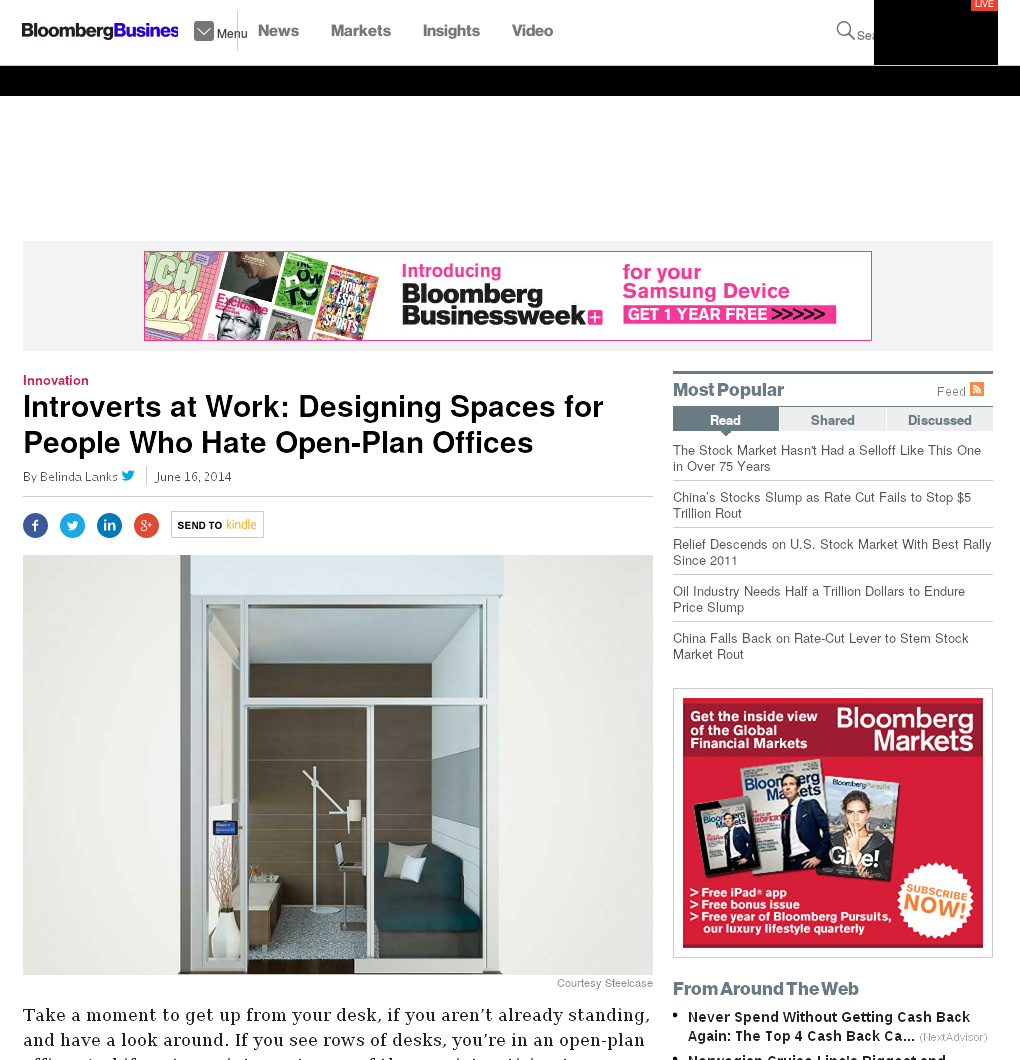 LIVE
BloombergBusines
Menu
News
Markets
Insights
Video
Sea
Introducing
Bloomberg
Businessweek+
for your
Samsung Device
GET 1 YEAR FREE >>>>>
Innovation
Introverts at Work: Designing Spaces for
People Who Hate Open-Plan Offices
By Belinda Lanks
June 16, 2014
SEND TO kindle
Courtesy Steelcase
Take a moment to get up from your desk, if you aren’t already standing,
and have a look around. If you see rows of desks, you’re in an open-plan
Most Popular
Feed
Read
Shared
Discussed
The Stock Market Hasn't Had a Selloff Like This One
in Over 75 Years
China’s Stocks Slump as Rate Cut Fails to Stop $5
Trillion Rout
Relief Descends on U.S. Stock Market With Best Rally
Since 2011
Oil Industry Needs Half a Trillion Dollars to Endure
Price Slump
China Falls Back on Rate-Cut Lever to Stem Stock
Market Rout
Get the inside view
of the Global
Financial Markets
Bloomberg
Markets
BloombergPursuits
Give!
> Free iPad® app
> Free bonus issue
> Free year of Bloomberg Pursuits,
our luxury lifestyle quarterly
SUBSCRIBE
NOW!
From Around The Web
Never Spend Without Getting Cash Back
Again: The Top 4 Cash Back Ca... (NextAdvisor)
Norwegian Cruise Line's Biggest and